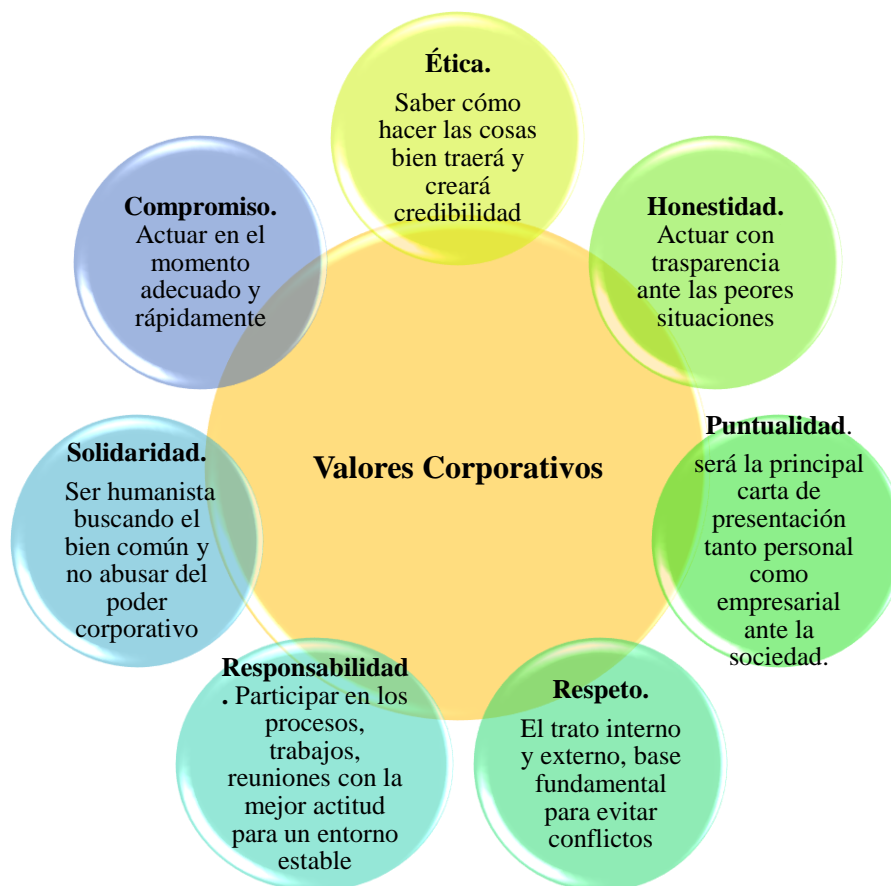 Ética.
Saber cómo
hacer las cosas
bien traerá y
creará
credibilidad
Honestidad.
Actuar con
trasparencia
ante las peores
situaciones
Puntualidad.
será la principal
carta de
presentación
tanto personal
como
empresarial
ante la
sociedad.
Respeto.
El trato interno
y externo, base
fundamental
para evitar
conflictos
Responsabilidad
. Participar en los
procesos,
trabajos,
reuniones con la
mejor actitud
para un entorno
estable
Solidaridad.
Ser humanista
buscando el
bien común y
no abusar del
poder
corporativo
Compromiso.
Actuar en el
momento
adecuado y
rápidamente
Valores Corporativos